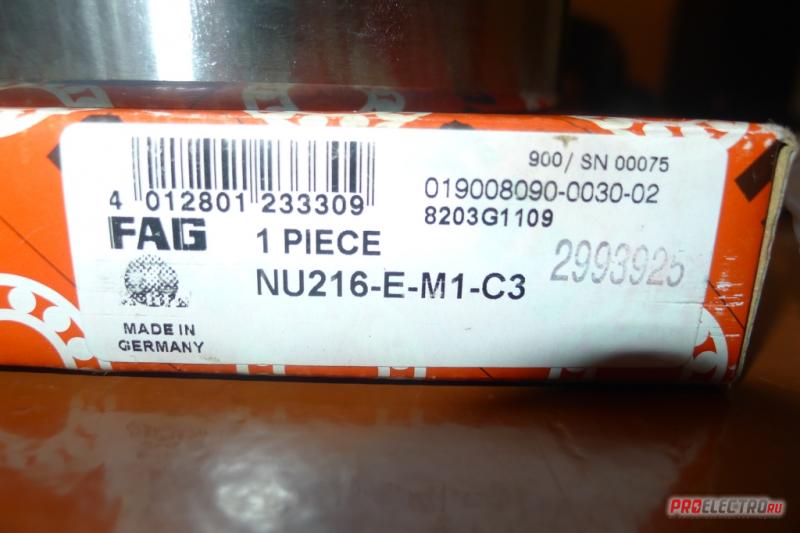 900/ SN 00075
4 012801 233309
019008090-0030-02
8203G1109
FAG
1 PIECE
2993925
NU216-E-M1-C3
MADE IN
GERMANY
PROELECTRO.RU